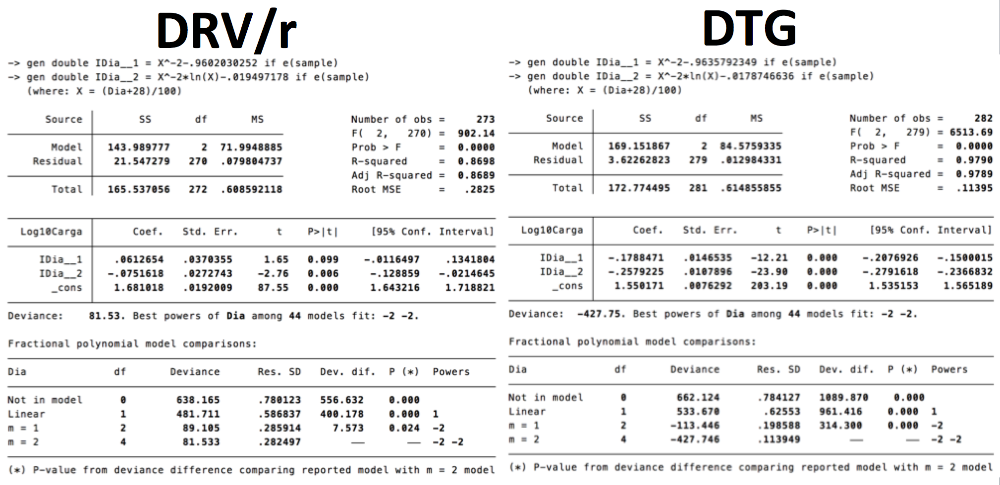 DRV/r
-> gen double IDia__1 = X^-2-.9602030252 if e(sample)
-> gen double IDia__2 = X^-2*ln(X)-.019497178 if e(sample)
(where: X = (Dia+28)/100)
Source SS df MS Number of obs = 273
F( 2, 270) = 902.14
Model 143.989777 2 71.9948885 Prob > F = 0.0000
Residual 21.547279 270 .079804737 R-squared = 0.8698
Adj R-squared = 0.8689
Total 165.537056 272 .608592118 Root MSE = .2825
Log10Carga Coef. Std. Err. t P>|t| [95% Conf. Interval]
IDia__1 .0612654 .0370355 1.65 0.099 -.0116497 .1341804
IDia__2 -.0751618 .0272743 -2.76 0.006 -.128859 -.0214645
_cons 1.681018 .0192009 87.55 0.000 1.643216 1.718821
Deviance: 81.53. Best powers of Dia among 44 models fit: -2 -2.
Fractional polynomial model comparisons:
Dia df Deviance Res. SD Dev. dif. P (*) Powers
Not in model 0 638.165 .780123 556.632 0.000
Linear 1 481.711 .586837 400.178 0.000 1
m = 1 2 89.105 .285914 7.573 0.024 -2
m = 2 4 81.533 .282497 — — -2 -2
(*) P-value from deviance difference comparing reported model with m = 2 model
DTG
-> gen double IDia__1 = X^-2-.9635792349 if e(sample)
-> gen double IDia__2 = X^-2*ln(X)-.0178746636 if e(sample)
(where: X = (Dia+28)/100)
Source SS df MS Number of obs = 282
F( 2, 279) = 6513.69
Model 169.151867 2 84.5759335 Prob > F = 0.0000
Residual 3.62262823 279 .012984331 R-squared = 0.9790
Adj R-squared = 0.9789
Total 172.774495 281 .614855855 Root MSE = .11395
Log10Carga Coef. Std. Err. t P>|t| [95% Conf. Interval]
IDia__1 -.1788471 .0146535 -12.21 0.000 -.2076926 -.1500015
IDia__2 -.2579225 .0107896 -23.90 0.000 -.2791618 -.2366832
_cons 1.550171 .0076292 203.19 0.000 1.535153 1.565189
Deviance: -427.75. Best powers of Dia among 44 models fit: -2 -2.
Fractional polynomial model comparisons:
Dia df Deviance Res. SD Dev. dif. P (*) Powers
Not in model 0 662.124 .784127 1089.870 0.000
Linear 1 533.670 .62553 961.416 0.000 1
m = 1 2 -113.446 .198588 314.300 0.000 -2
m = 2 4 -427.746 .113949 — — -2 -2
(*) P-value from deviance difference comparing reported model with m = 2 model